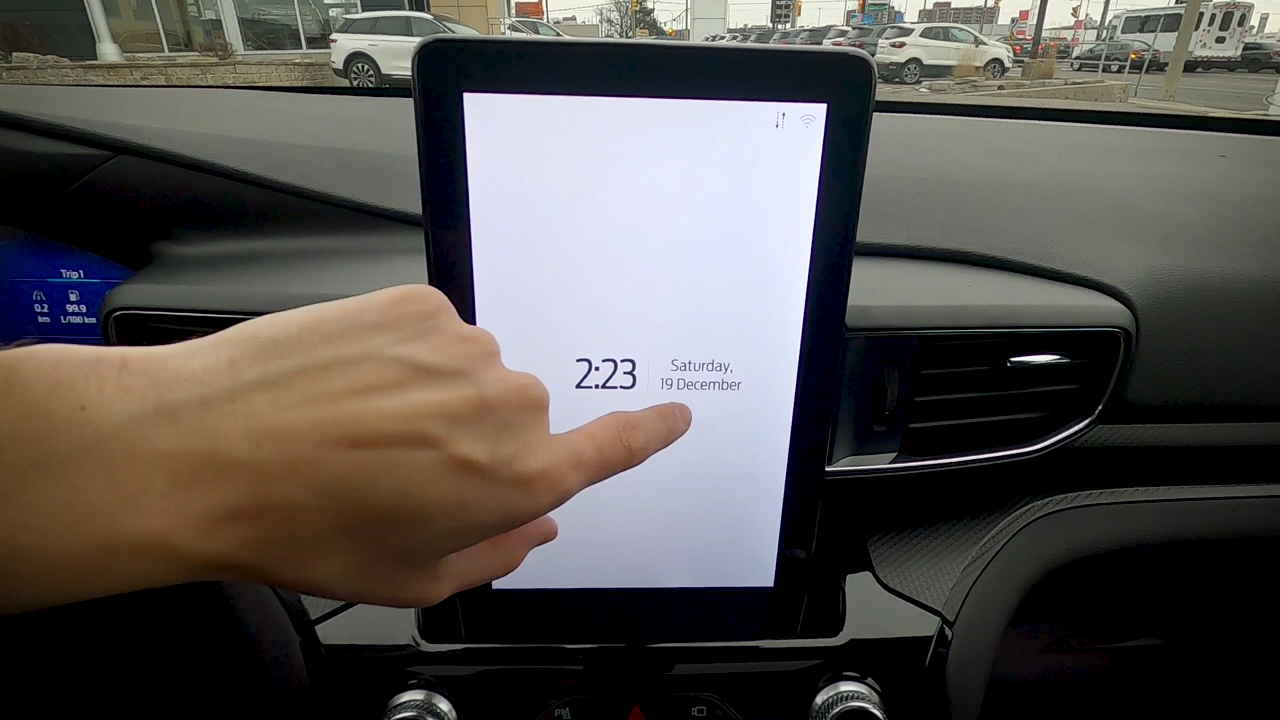 2:23
Saturday,
19 December
Trip 1
0.2
99.9
km
L/100 km